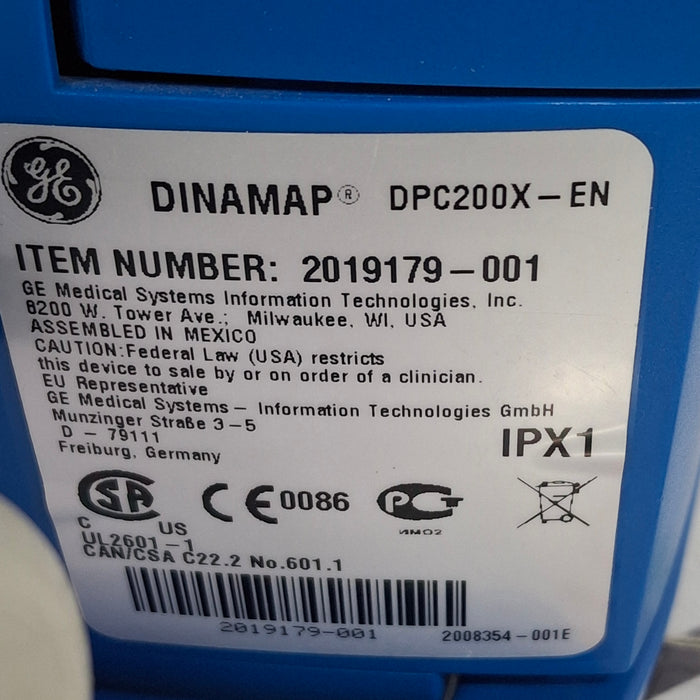 GE
DINAMAP® DPC200X-EN
ITEM NUMBER: 2019179-001
GE Medical Systems Information Technologies, Inc.
8200 W. Tower Ave.; Milwaukee, WI, USA
ASSEMBLED IN MEXICO
CAUTION:Federal Law (USA) restricts
this device to sale by or on order of a clinician.
EU Representative
GE Medical Systems - Information Technologies GmbH
Munzinger Straße 3-5
D - 79111
Freiburg, Germany
IPX1
SA
C US
CE0086
PCT
ИМ02
UL2601-1
CAN/CSA C22.2 No.601.1
2019179-001
2008354-001E